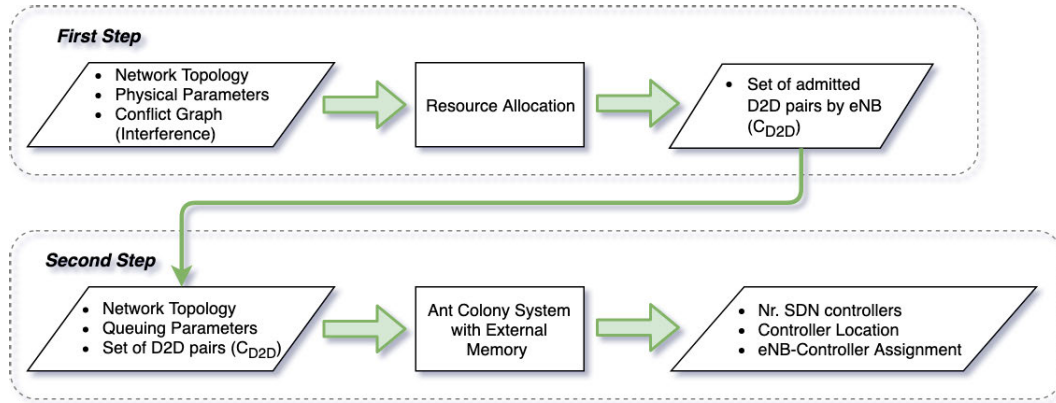 First Step
• Network Topology
• Physical Parameters
• Conflict Graph
(Interference)
Resource Allocation
• Set of admitted
D2D pairs by eNB
(C_D2D)
Second Step
• Network Topology
• Queuing Parameters
• Set of D2D pairs (C_D2D)
Ant Colony System
with External
Memory
• Nr. SDN controllers
• Controller Location
• eNB-Controller Assignment